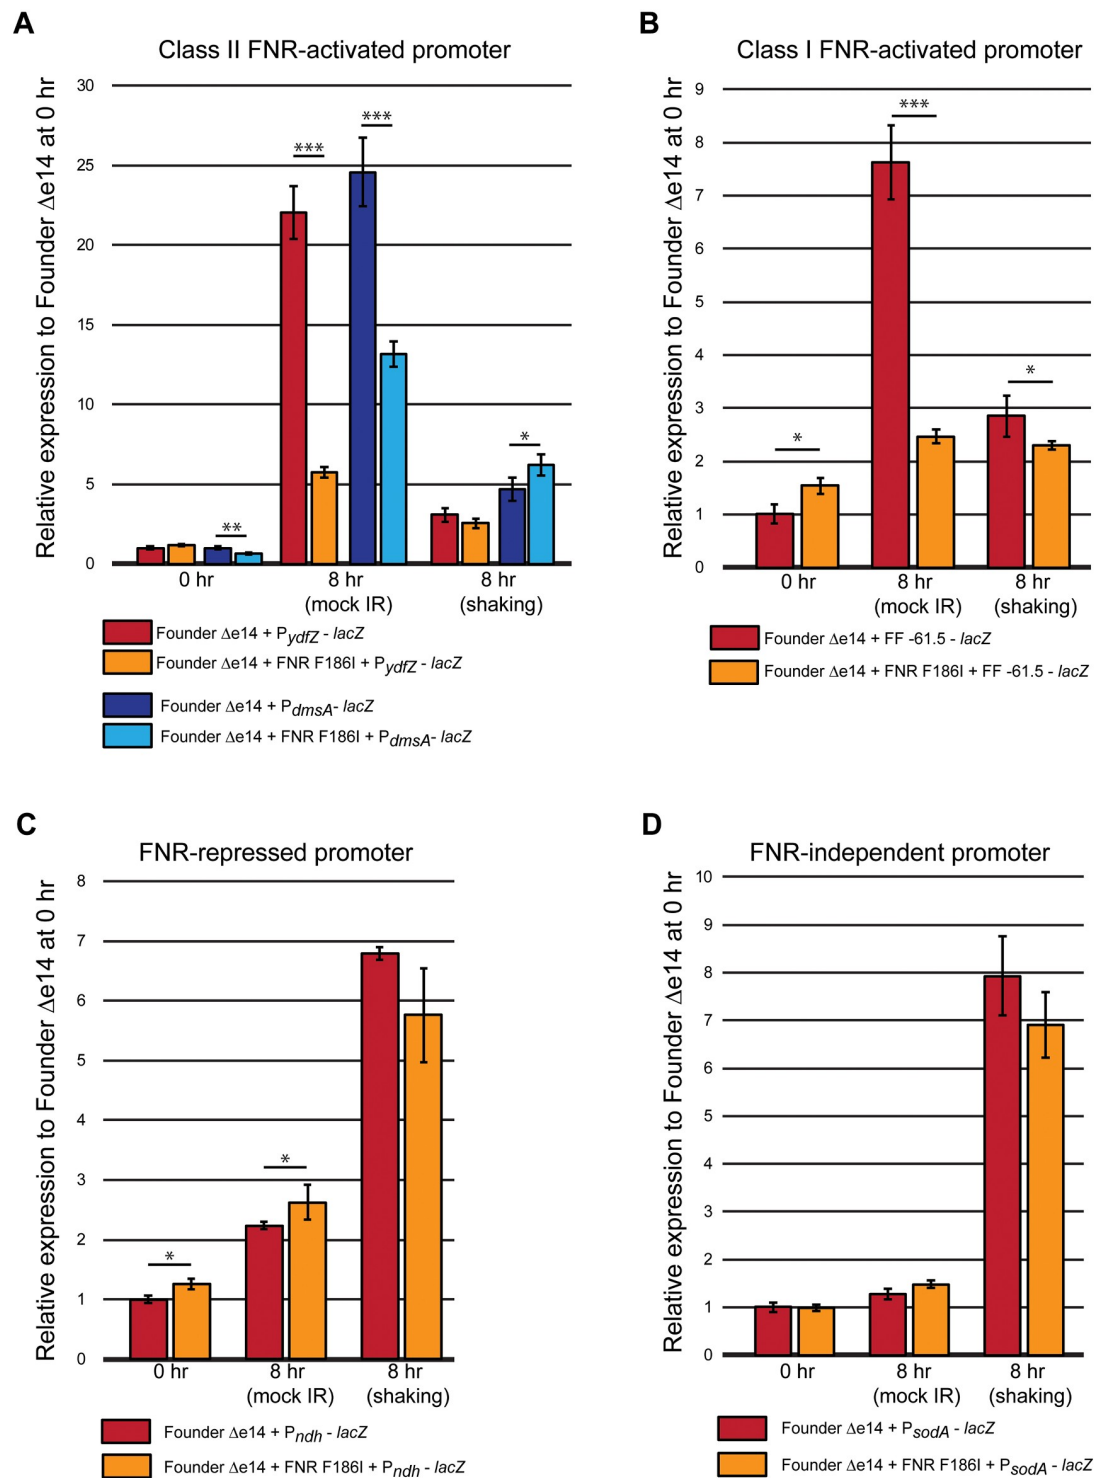 A
Class II FNR-activated promoter
Relative expression to Founder Δe14 at 0 hr
30
25
20
15
10
5
0
***
***
**
*
0 hr
8 hr
(mock IR)
8 hr
(shaking)
Founder Δe14 + PydfZ - lacZ
Founder Δe14 + FNR F186I + PydfZ - lacZ
Founder Δe14 + PdmsA- lacZ
Founder Δe14 + FNR F186I + PdmsA- lacZ
B
Class I FNR-activated promoter
Relative expression to Founder Δe14 at 0 hr
9
8
7
6
5
4
3
2
1
0
***
*
*
0 hr
8 hr
(mock IR)
8 hr
(shaking)
Founder Δe14 + FF -61.5 - lacZ
Founder Δe14 + FNR F186I + FF -61.5 - lacZ
C
FNR-repressed promoter
Relative expression to Founder Δe14 at 0 hr
8
7
6
5
4
3
2
1
0
*
*
0 hr
8 hr
(mock IR)
8 hr
(shaking)
Founder Δe14 + Pndh - lacZ
Founder Δe14 + FNR F186I + Pndh - lacZ
D
FNR-independent promoter
Relative expression to Founder Δe14 at 0 hr
10
9
8
7
6
5
4
3
2
1
0
0 hr
8 hr
(mock IR)
8 hr
(shaking)
Founder Δe14 + PsodA - lacZ
Founder Δe14 + FNR F186I + PsodA - lacZ